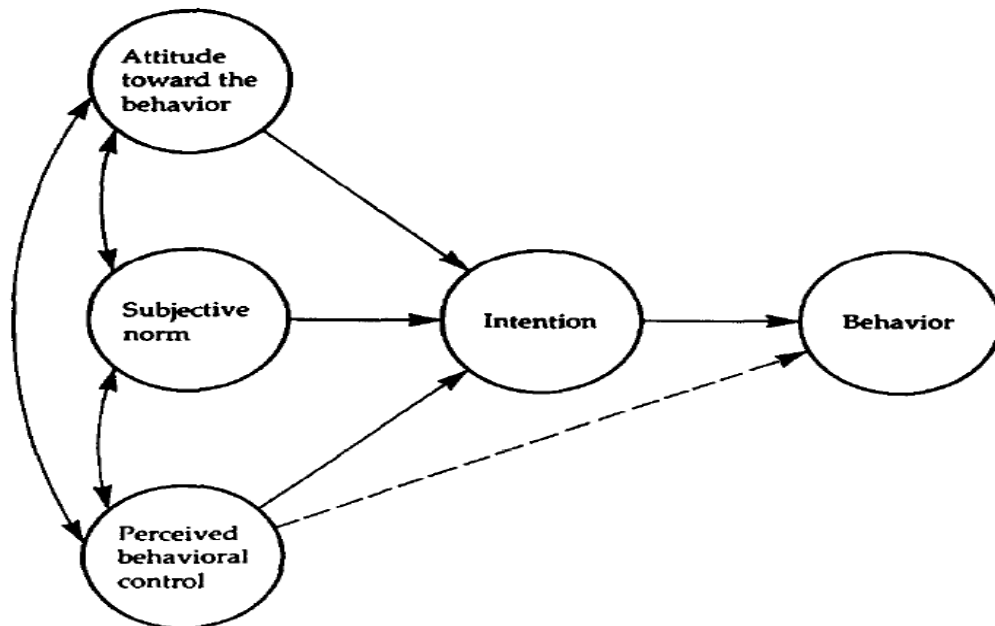 Attitude
toward the
behavior
Subjective
norm
Intention
Behavior
Perceived
behavioral
control